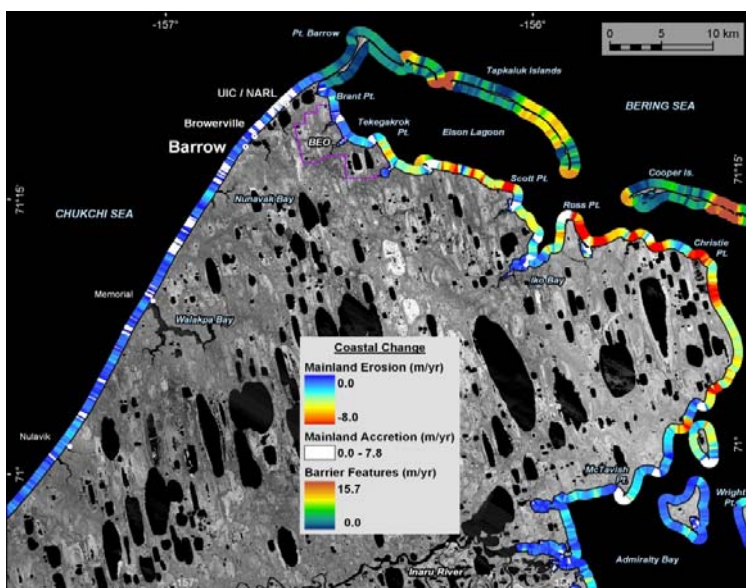 -157°
-156°
Pt. Barrow
0 5 10 km
Tapkaluk Islands
UIC / NARL
Brant Pt.
BERING SEA
Browerville
Tekegakrok Pt.
Elson Lagoon
Barrow
BEO
Scott Pt.
Cooper Is.
71°15'
71°15'
Nunavak Bay
CHUKCHI SEA
Ross Pt.
Christie Pt.
Iko Bay
Memorial
Walakpa Bay
Coastal Change
Mainland Erosion (m/yr)
0.0
-8.0
Mainland Accretion (m/yr)
0.0 - 7.8
Barrier Features (m/yr)
15.7
0.0
Nulavik
71°
71°
McTavish Pt.
Wright Pt.
Admiralty Bay
Inaru River
-157°
-156°